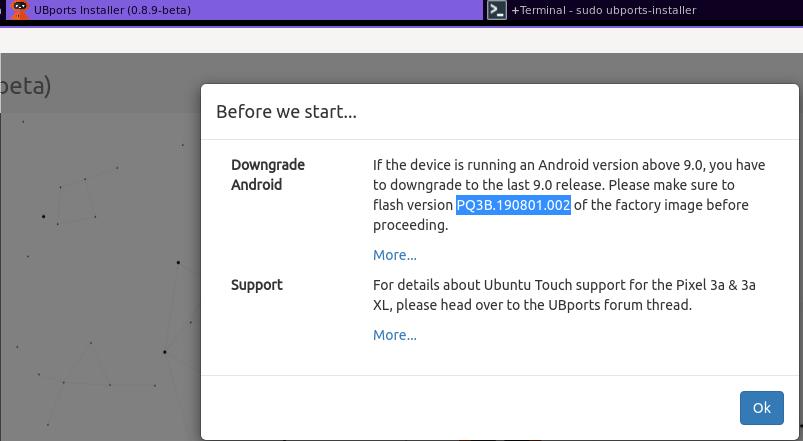 UBports Installer (0.8.9-beta)
+Terminal - sudo ubports-installer
beta)
Before we start...
Downgrade
Android
If the device is running an Android version above 9.0, you have
to downgrade to the last 9.0 release. Please make sure to
flash version PQ3B.190801.002 of the factory image before
proceeding.
More...
Support
For details about Ubuntu Touch support for the Pixel 3a & 3a
XL, please head over to the UBports forum thread.
More...
Ok